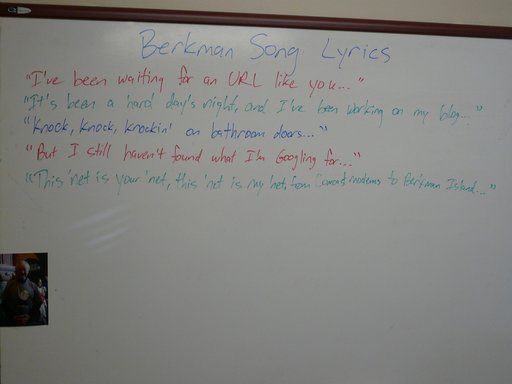 Berkman Song Lyrics
"I've been waiting for an URL like you..."
"It's been a hard day's night, and I've been working on my blog..."
"Knock, knock, knockin' on bathroom doors..."
"But I still haven't found what I'm Googling for..."
"This 'net is your 'net, this 'net is my net, from Comcast modems to Berkman Island..."